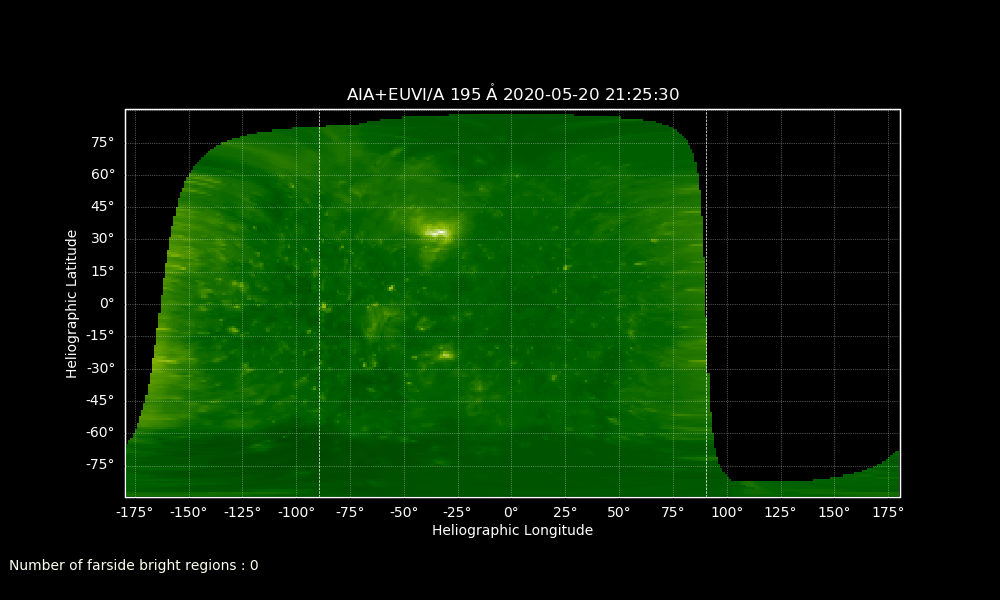 AIA+EUVI/A 195 Å 2020-05-20 21:25:30
75°
60°
45°
30°
15°
0°
-15°
-30°
-45°
-60°
-75°
Heliographic Latitude
-175° -150° -125° -100° -75° -50° -25° 0° 25° 50° 75° 100° 125° 150° 175°
Heliographic Longitude
Number of farside bright regions : 0